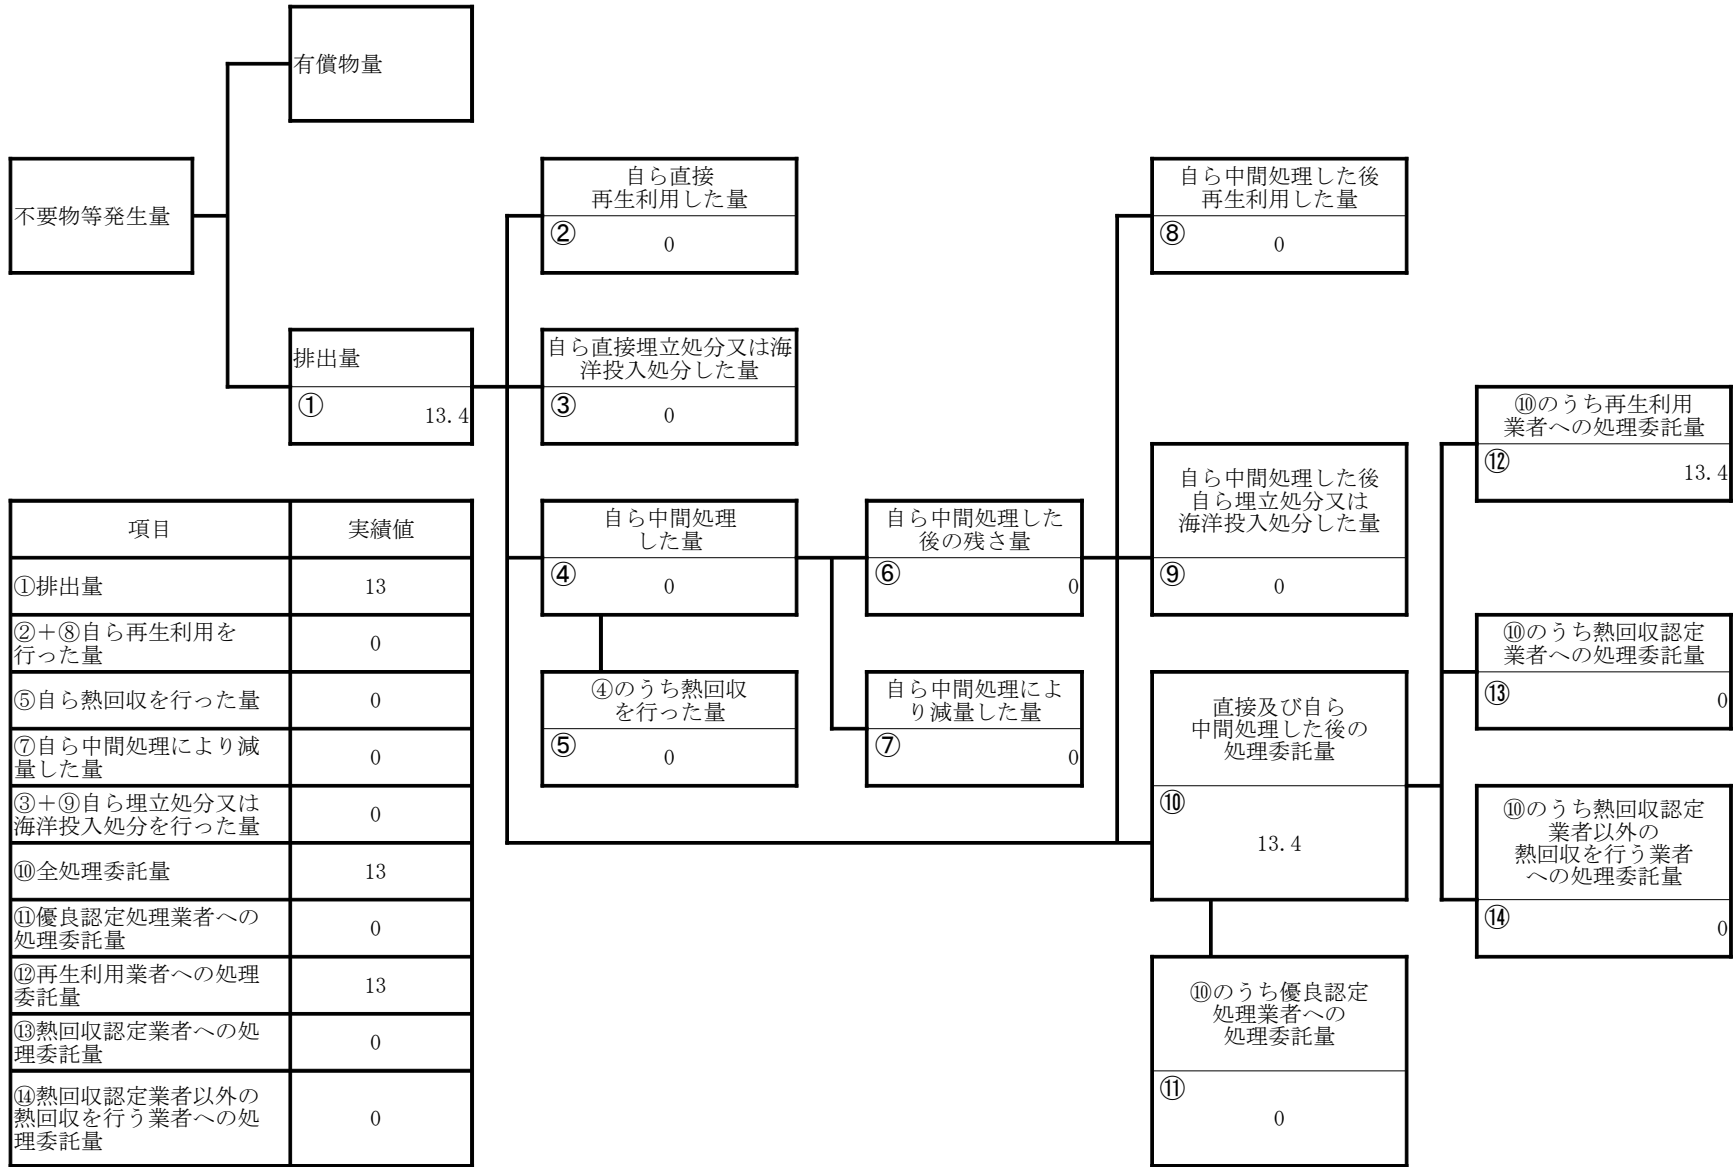 有償物量
不要物等発生量
排出量
①
13.4
自ら直接
再生利用した量
②
0
自ら直接埋立処分又は海
洋投入処分した量
③
0
自ら中間処理
した量
④
0
④のうち熱回収
を行った量
⑤
0
自ら中間処理した
後の残さ量
⑥
0
自ら中間処理によ
り減量した量
⑦
0
自ら中間処理した後
再生利用した量
⑧
0
自ら中間処理した後
自ら埋立処分又は
海洋投入処分した量
⑨
0
直接及び自ら
中間処理した後の
処理委託量
⑩
13.4
⑩のうち優良認定
処理業者への
処理委託量
⑪
0
⑩のうち再生利用
業者への処理委託量
⑫
13.4
⑩のうち熱回収認定
業者への処理委託量
⑬
0
⑩のうち熱回収認定
業者以外の
熱回収を行う業者
への処理委託量
⑭
0
項目 実績値
①排出量 13
②+⑧自ら再生利用を
行った量 0
⑤自ら熱回収を行った量 0
⑦自ら中間処理により減
量した量 0
③+⑨自ら埋立処分又は
海洋投入処分を行った量 0
⑩全処理委託量 13
⑪優良認定処理業者への
処理委託量 0
⑫再生利用業者への処理
委託量 13
⑬熱回収認定業者への処
理委託量 0
⑭熱回収認定業者以外の
熱回収を行う業者への処
理委託量 0